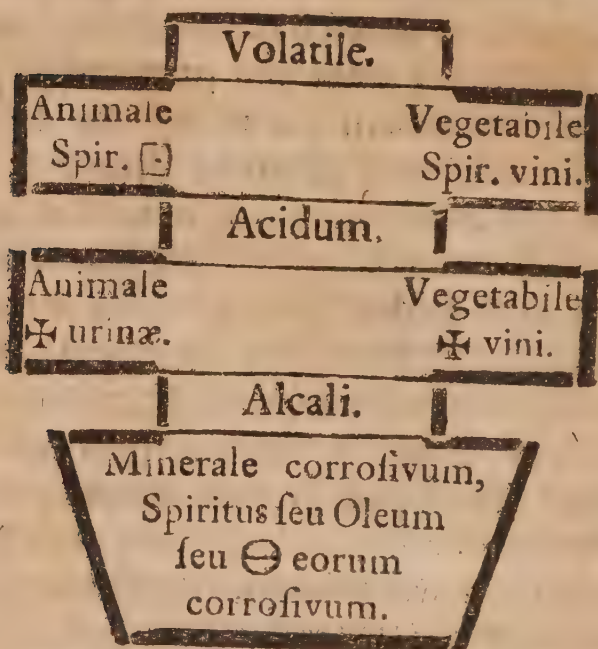 Volatile.
Animale
Spir. 🝕
Vegetabile
Spir. vini.
Acidum.
Animale
✠ urinæ.
Vegetabile
✠ vini.
Alcali.
Minerale corroſivum,
Spiritus ſeu Oleum
ſeu 🜔 eorum
corroſivum.